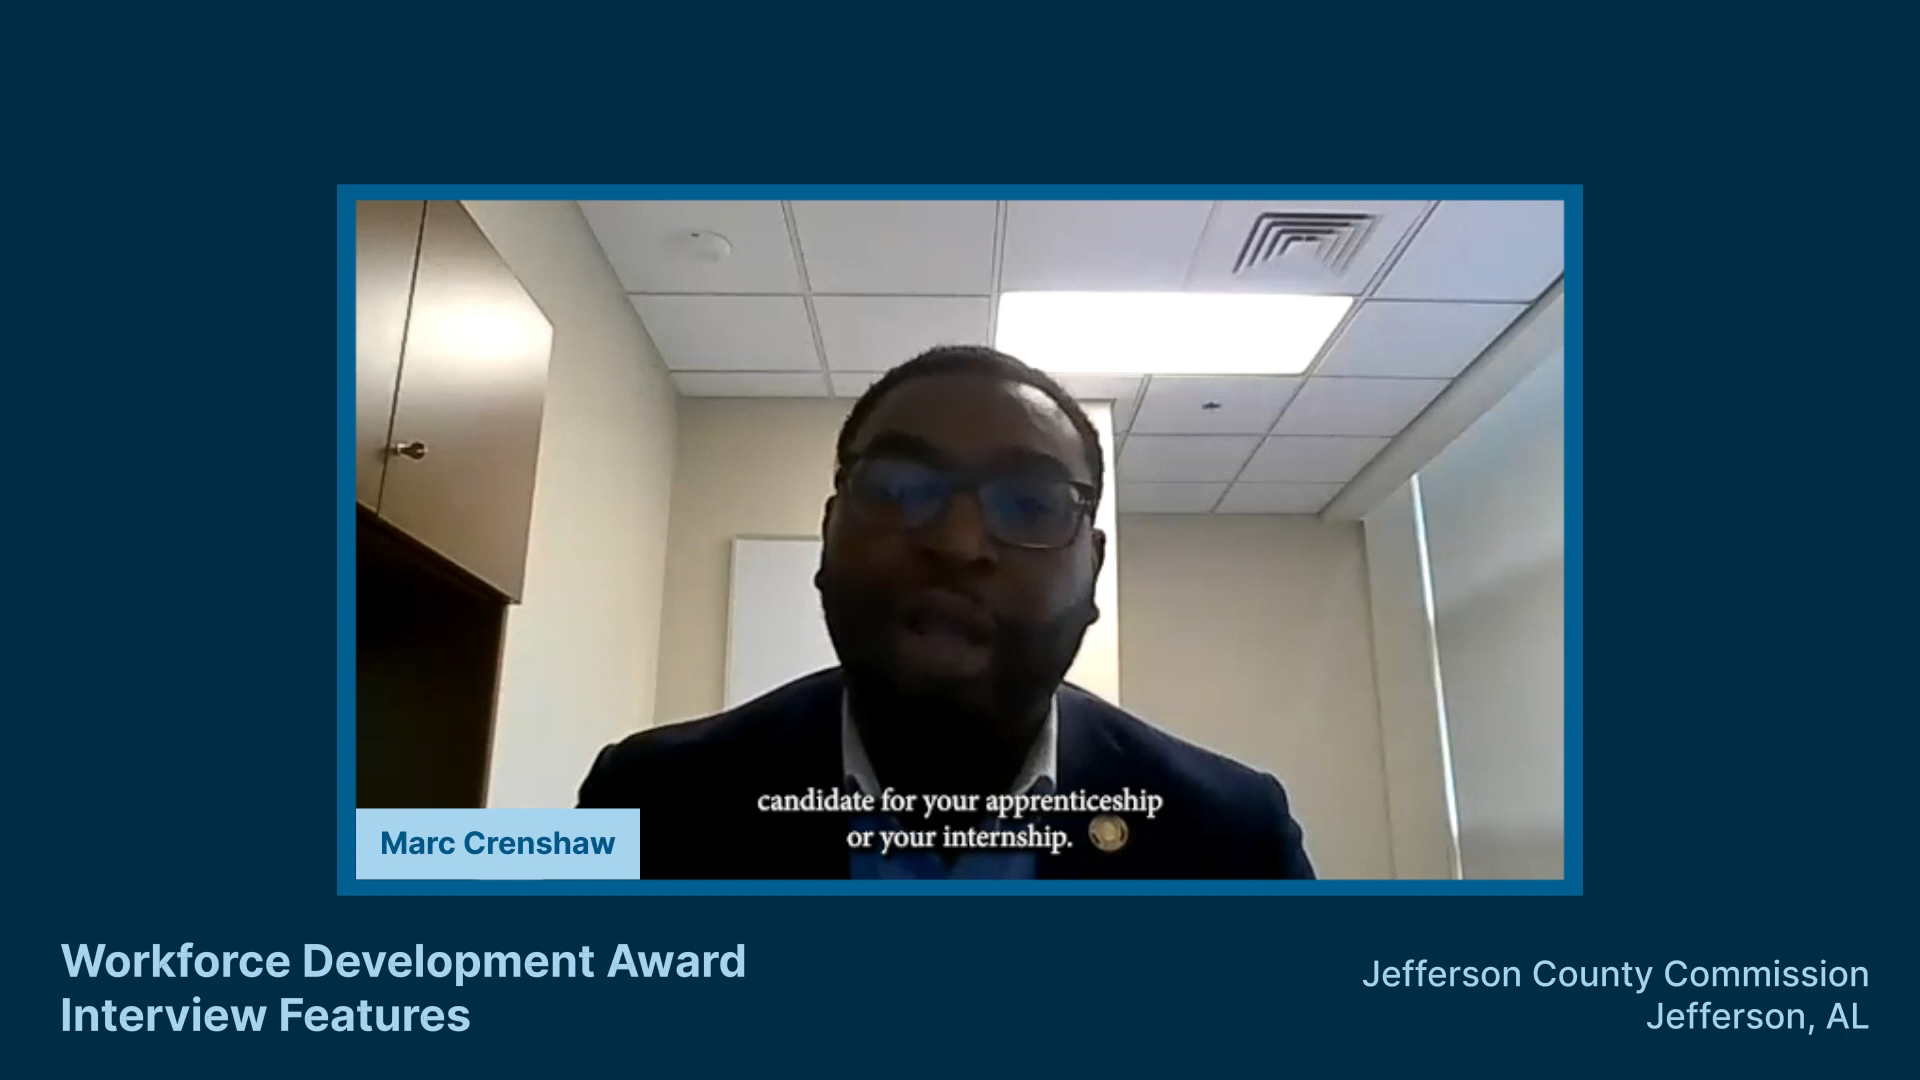 candidate for your apprenticeship
or your internship.
Marc Crenshaw
Workforce Development Award
Interview Features
Jefferson County Commission
Jefferson, AL